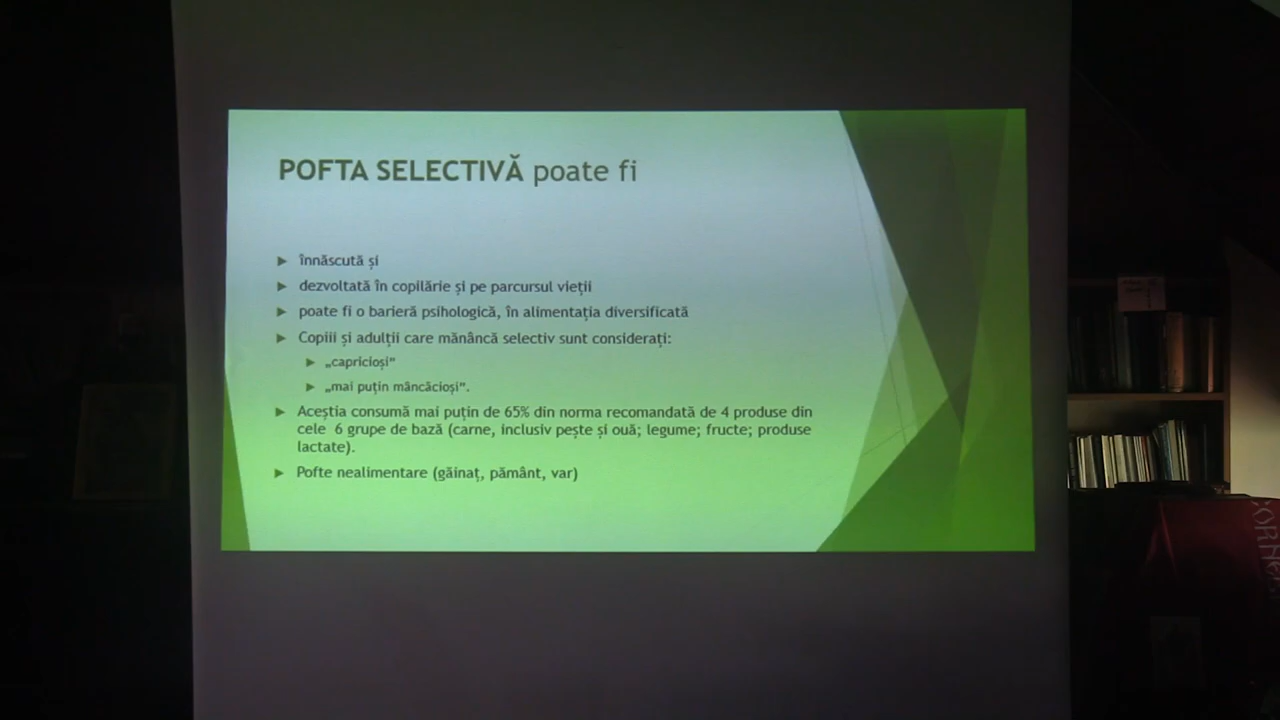 POFTA SELECTIVĂ poate fi
înnăscută și
dezvoltată în copilărie și pe parcursul vieții
poate fi o barieră psihologică, în alimentația diversificată
Copiii și adulții care mănâncă selectiv sunt considerați:
„capricioși”
„mai puțin mâncăcioși”.
Aceștia consumă mai puțin de 65% din norma recomandată de 4 produse din
cele 6 grupe de bază (carne, inclusiv pește și ouă; legume; fructe; produse
lactate).
Pofte nealimentare (găinaț, pământ, var)